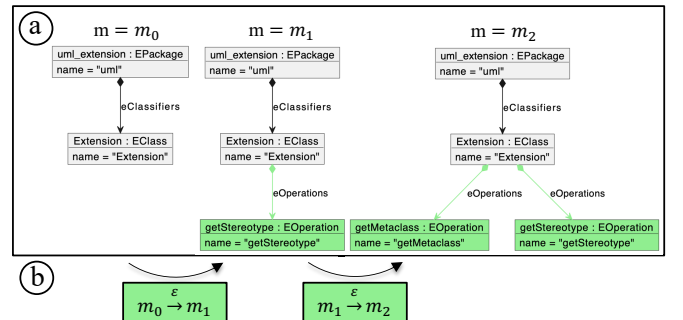 a
m = m₀
uml_extension : EPackage
name = "uml"
eClassifiers
Extension : EClass
name = "Extension"
m = m₁
uml_extension : EPackage
name = "uml"
eClassifiers
Extension : EClass
name = "Extension"
eOperations
getStereotype : EOperation
name = "getStereotype"
m = m₂
uml_extension : EPackage
name = "uml"
eClassifiers
Extension : EClass
name = "Extension"
eOperations
eOperations
getMetaclass : EOperation
name = "getMetaclass"
getStereotype : EOperation
name = "getStereotype"
b
ε
m₀ → m₁
ε
m₁ → m₂